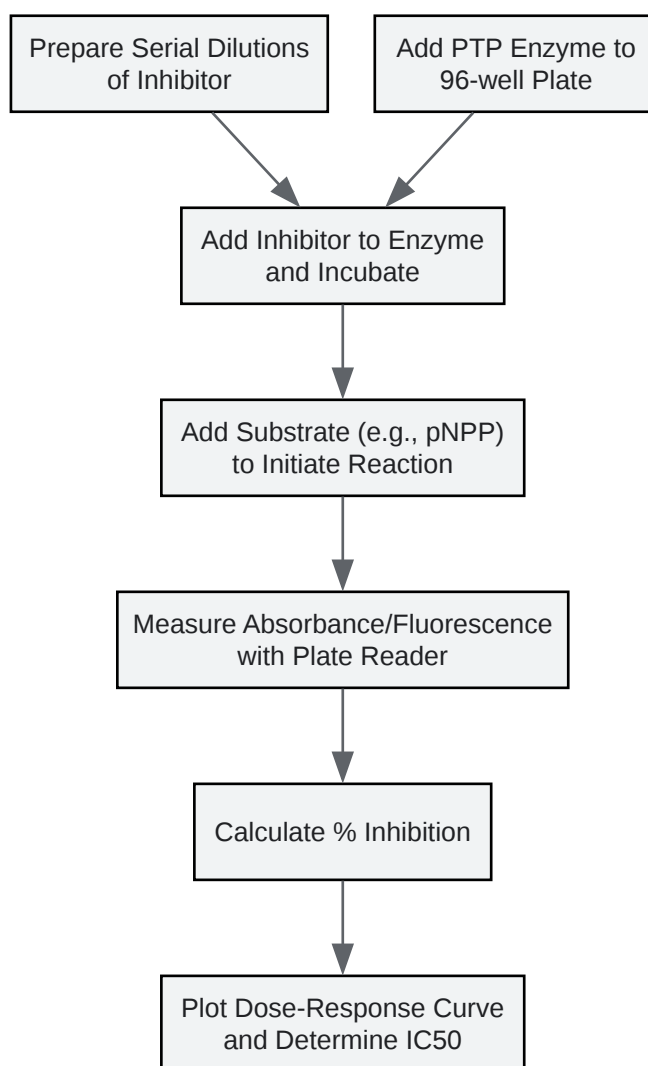 Prepare Serial Dilutions
of Inhibitor
Add PTP Enzyme to
96-well Plate
Add Inhibitor to Enzyme
and Incubate
Add Substrate (e.g., pNPP)
to Initiate Reaction
Measure Absorbance/Fluorescence
with Plate Reader
Calculate % Inhibition
Plot Dose-Response Curve
and Determine IC50